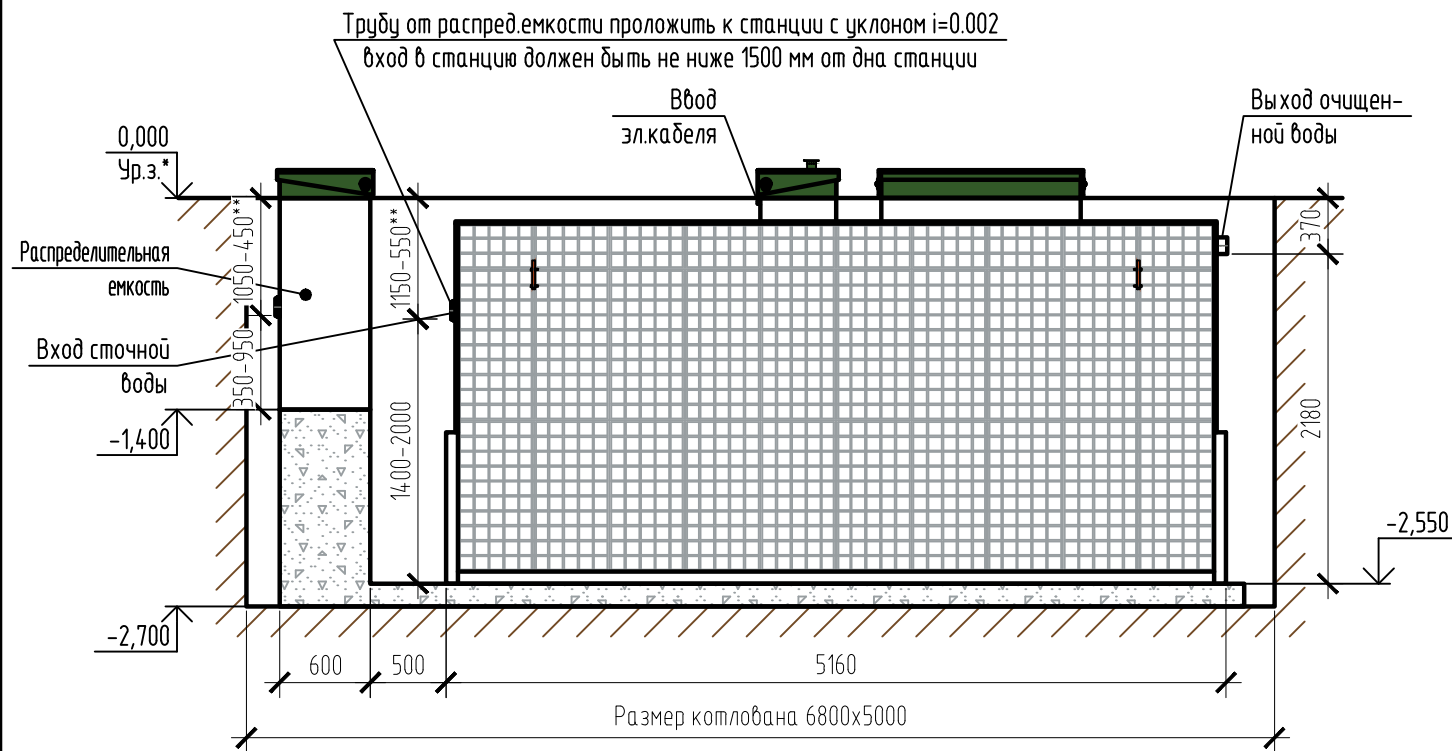 Трубу от распред.емкости проложить к станции с уклоном i=0.002
вход в станцию должен быть не ниже 1500 мм от дна станции
Ввод
эл.кабеля
Выход очищен-
ной воды
0,000
Ур.з.*
Распределительная
емкость
Вход сточной
воды
1050-450**
350-950
1150-550**
1400-2000
370
2180
-1,400
-2,550
-2,700
600
500
5160
Размер котлована 6800х5000